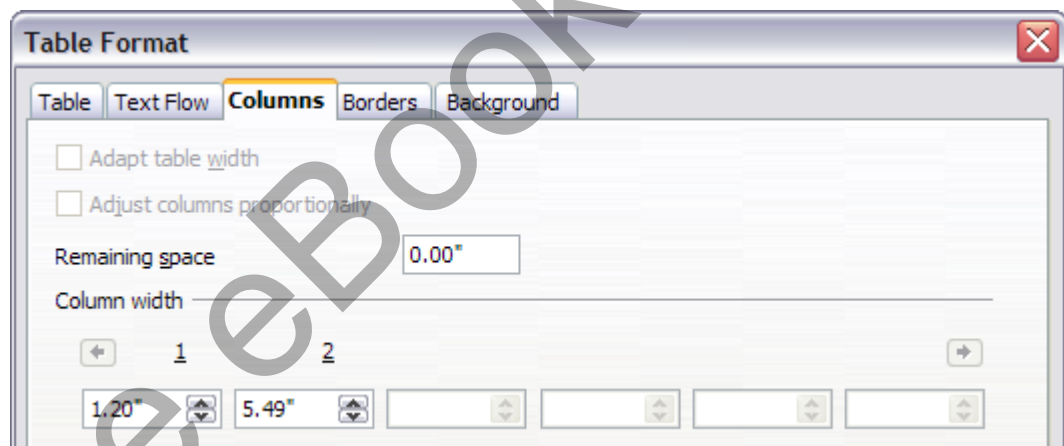 Table Format
Table Text Flow Columns Borders Background
Adapt table width
Adjust columns proportionally
Remaining space 0.00"
Column width
1 2
1.20" 5.49"
e eBook